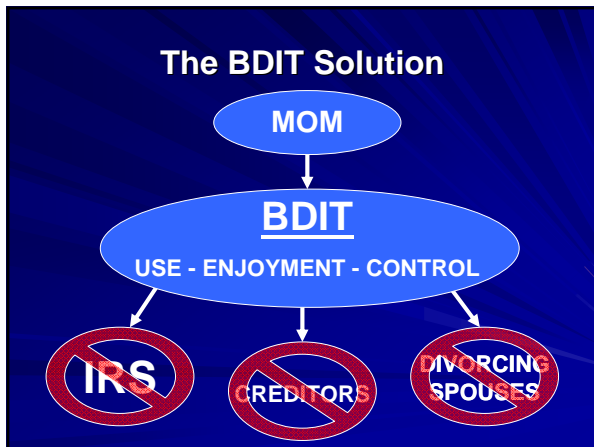 The BDIT Solution
MOM
BDIT
USE - ENJOYMENT - CONTROL
IRS
CREDITORS
DIVORCING
SPOUSES